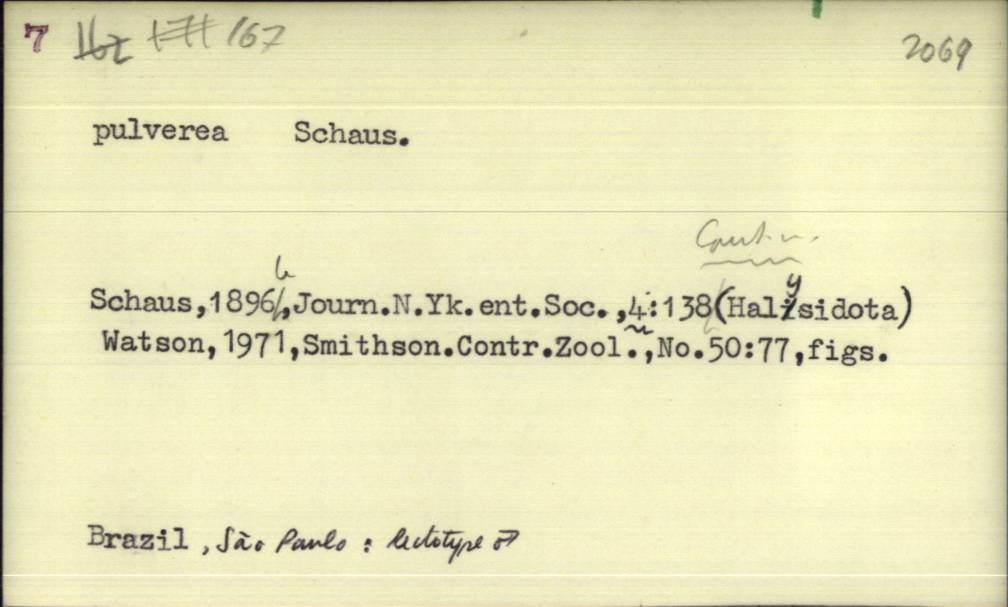 7 162 171 167 2069
pulverea Schaus.
Schaus,1896b,Journ.N.Yk.ent.Soc.,4:138(Halysidota)
Watson,1971,Smithson.Contr.Zool.,No.50:77,figs.
Brazil, São Paulo : lectotype ♂